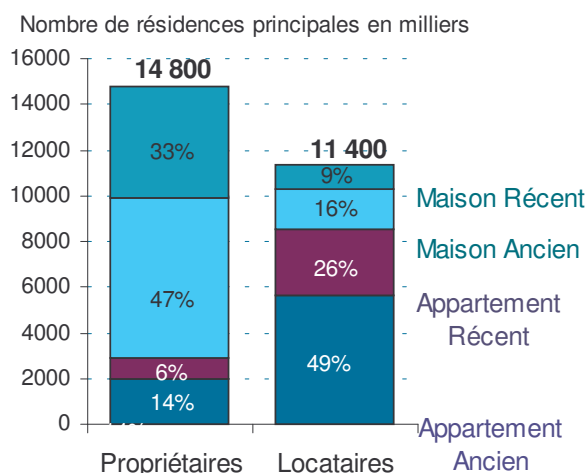 Nombre de résidences principales en milliers
16000
14000
12000
10000
8000
6000
4000
2000
0
14 800
33%
47%
6%
14%
11 400
9%
16%
26%
49%
Maison Récent
Maison Ancien
Appartement
Récent
Appartement
Ancien
Propriétaires
Locataires